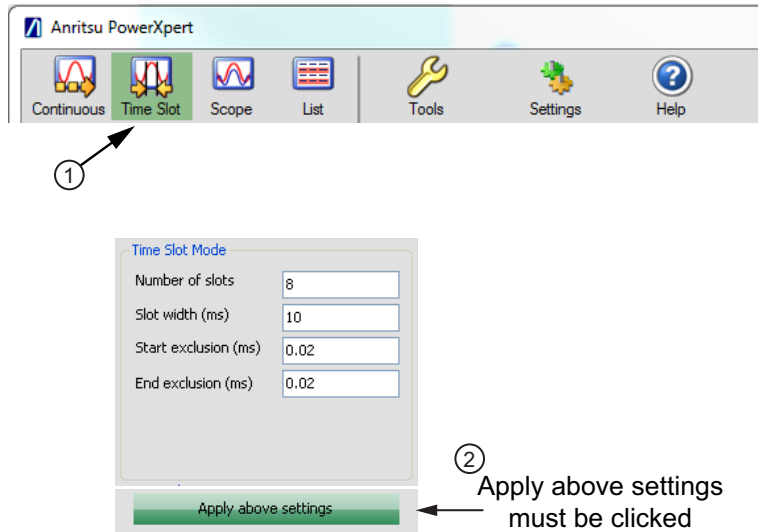 Anritsu PowerXpert
Continuous Time Slot Scope List Tools Settings Help
1
Time Slot Mode
Number of slots 8
Slot width (ms) 10
Start exclusion (ms) 0.02
End exclusion (ms) 0.02
2
Apply above settings
Apply above settings
must be clicked